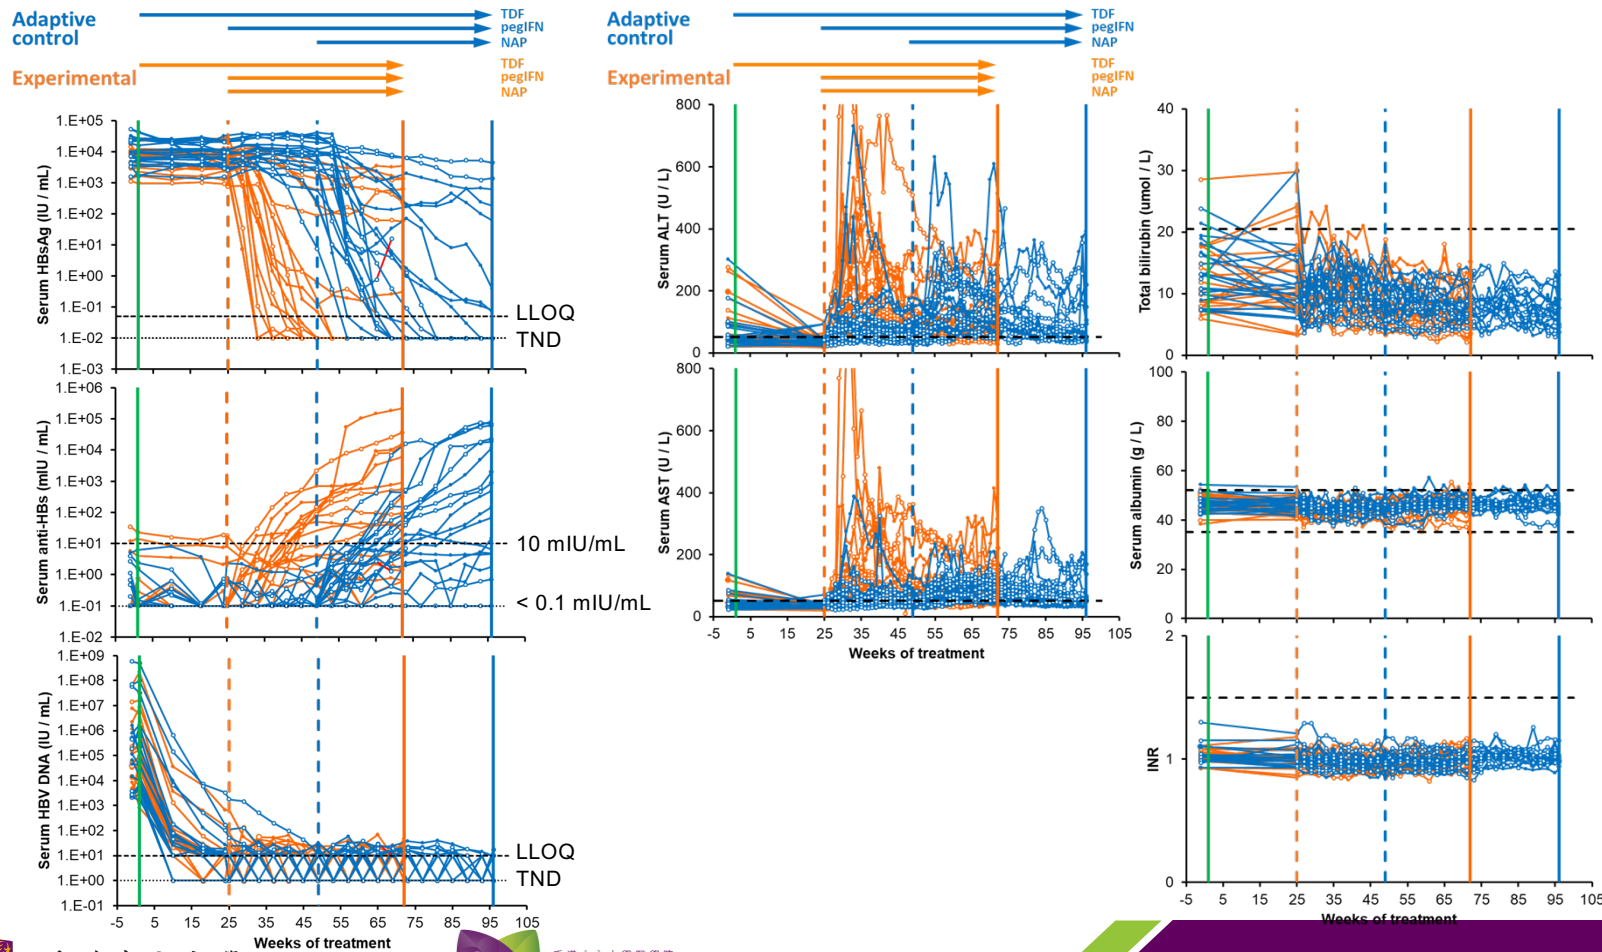 Adaptive control
TDF
pegIFN
NAP
Experimental
TDF
pegIFN
NAP
Serum HBsAg (IU / mL)
1.E+05
1.E+04
1.E+03
1.E+02
1.E+01
1.E+00
1.E-01
1.E-02
1.E-03
LLOQ
TND
Serum anti-HBs (mIU / mL)
1.E+06
1.E+05
1.E+04
1.E+03
1.E+02
1.E+01
1.E+00
1.E-01
1.E-02
10 mIU/mL
< 0.1 mIU/mL
Serum HBV DNA (IU / mL)
1.E+09
1.E+08
1.E+07
1.E+06
1.E+05
1.E+04
1.E+03
1.E+02
1.E+01
1.E+00
1.E-01
LLOQ
TND
-5 5 15 25 35 45 55 65 75 85 95 105
Weeks of treatment
Adaptive control
TDF
pegIFN
NAP
Experimental
TDF
pegIFN
NAP
Serum ALT (U / L)
800
600
400
200
0
Serum AST (U / L)
800
600
400
200
0
-5 5 15 25 35 45 55 65 75 85 95 105
Weeks of treatment
Total bilirubin (umol / L)
40
30
20
10
0
Serum albumin (g / L)
100
80
60
40
20
0
INR
2
1
0
-5 5 15 25 35 45 55 65 75 85 95 105
Weeks of treatment